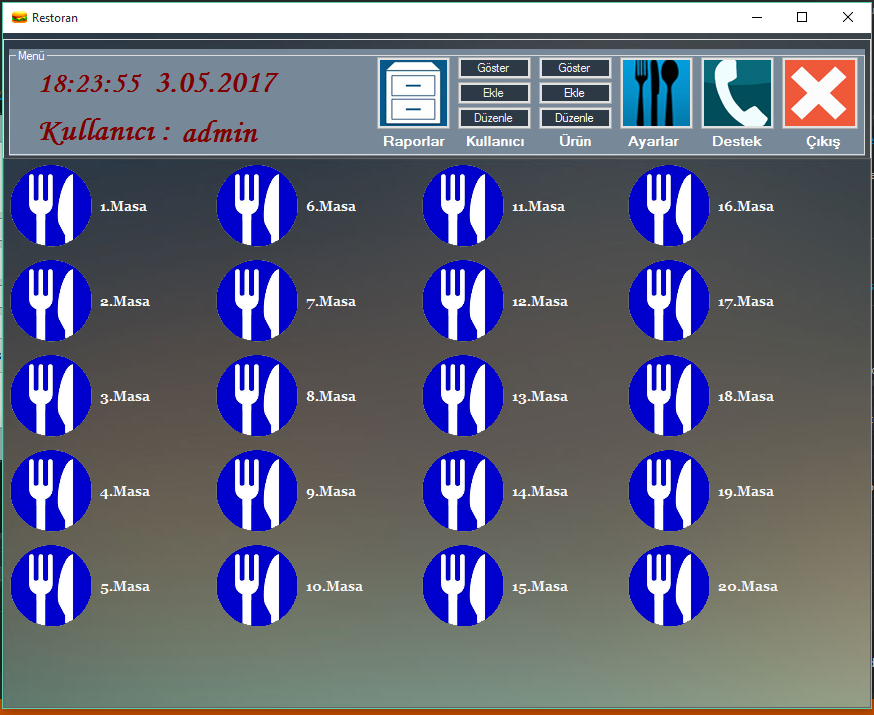 Restoran
Menü
18:23:55 3.05.2017
Kullanıcı : admin
Raporlar
Göster
Ekle
Düzenle
Kullanıcı
Göster
Ekle
Düzenle
Ürün
Ayarlar
Destek
Çıkış
1.Masa
6.Masa
11.Masa
16.Masa
2.Masa
7.Masa
12.Masa
17.Masa
3.Masa
8.Masa
13.Masa
18.Masa
4.Masa
9.Masa
14.Masa
19.Masa
5.Masa
10.Masa
15.Masa
20.Masa